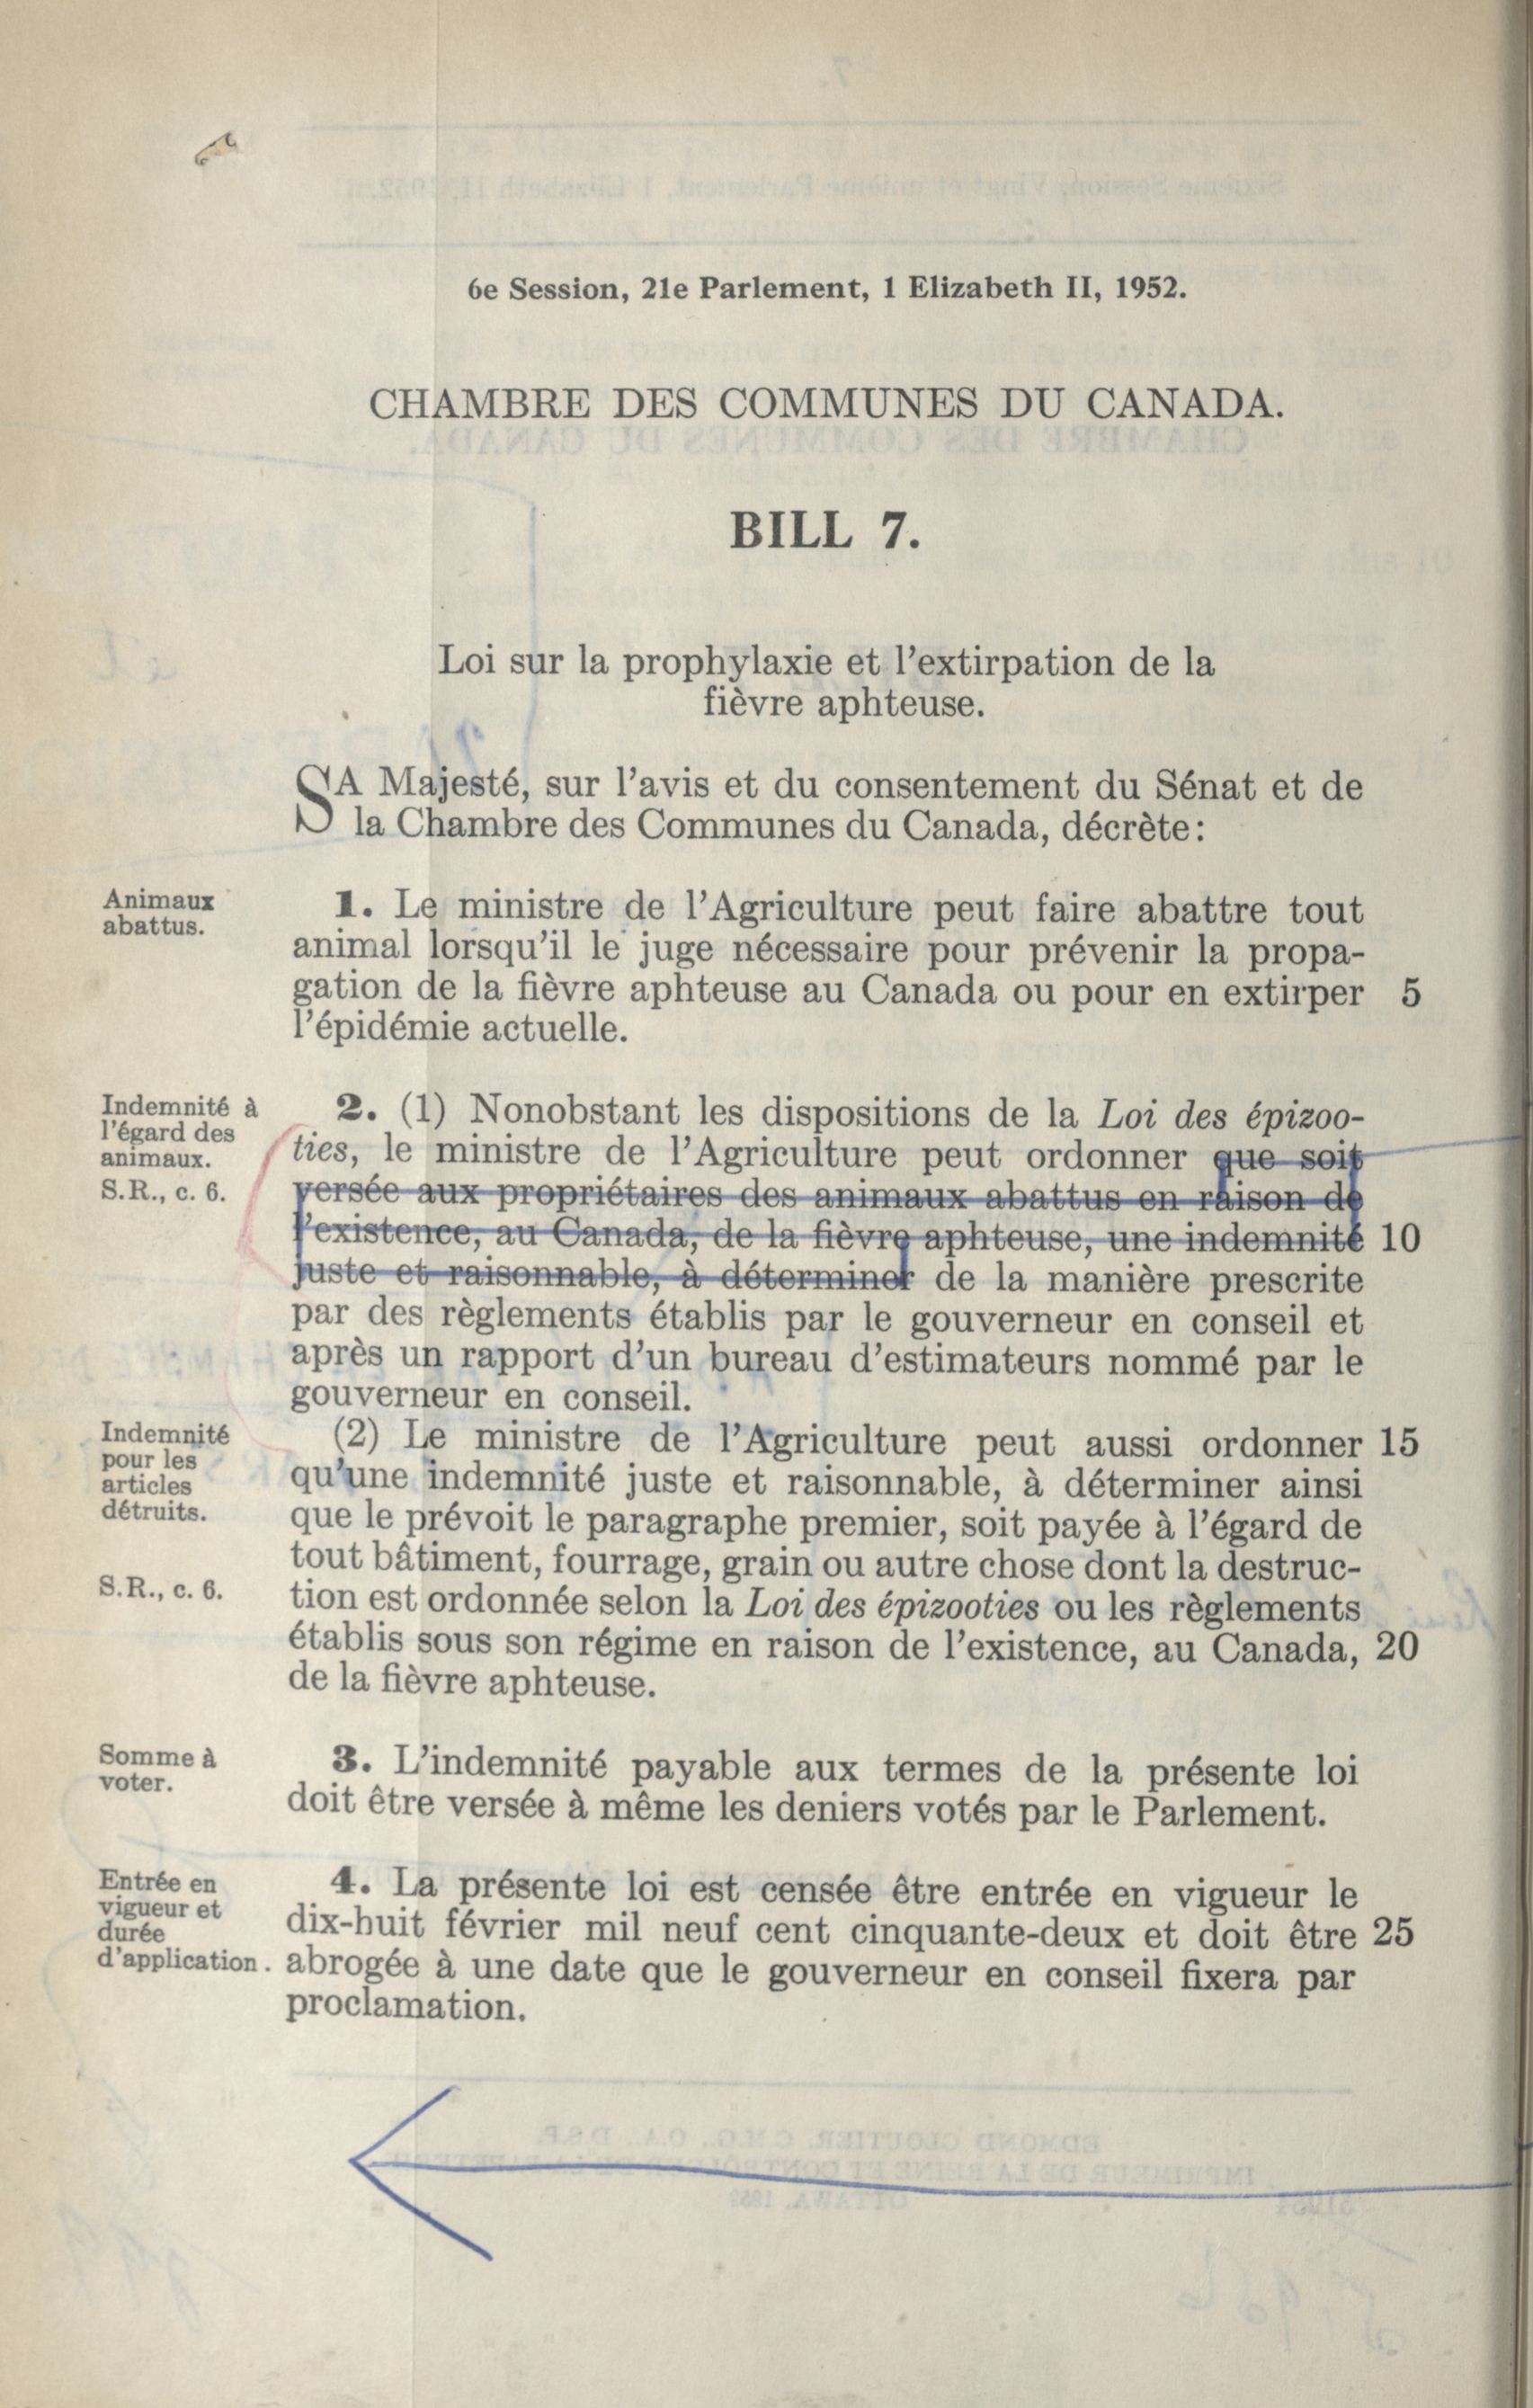 6e Session, 21e Parlement, 1 Elizabeth II, 1952.
CHAMBRE DES COMMUNES DU CANADA.
BILL 7.
Loi sur la prophylaxie et l'extirpation de la
fièvre aphteuse.
SA Majesté, sur l'avis et du consentement du Sénat et de
la Chambre des Communes du Canada, décrète:
Animaux
abattus.
1. Le ministre de l'Agriculture peut faire abattre tout
animal lorsqu'il le juge nécessaire pour prévenir la propa-
gation de la fièvre aphteuse au Canada ou pour en extirper 5
l'épidémie actuelle.
Indemnité à
l'égard des
animaux.
S.R., c. 6.
2. (1) Nonobstant les dispositions de la Loi des épizoo-
ties, le ministre de l'Agriculture peut ordonner que soit
versée aux propriétaires des animaux abattus en raison de
l'existence, au Canada, de la fièvre aphteuse, une indemnité 10
juste et raisonnable, à déterminer de la manière prescrite
par des règlements établis par le gouverneur en conseil et
après un rapport d'un bureau d'estimateurs nommé par le
gouverneur en conseil.
Indemnité
pour les
articles
détruits.
S.R., c. 6.
(2) Le ministre de l'Agriculture peut aussi ordonner 15
qu'une indemnité juste et raisonnable, à déterminer ainsi
que le prévoit le paragraphe premier, soit payée à l'égard de
tout bâtiment, fourrage, grain ou autre chose dont la destruc-
tion est ordonnée selon la Loi des épizooties ou les règlements
établis sous son régime en raison de l'existence, au Canada, 20
de la fièvre aphteuse.
Somme à
voter.
3. L'indemnité payable aux termes de la présente loi
doit être versée à même les deniers votés par le Parlement.
Entrée en
vigueur et
durée
d'application.
4. La présente loi est censée être entrée en vigueur le
dix-huit février mil neuf cent cinquante-deux et doit être 25
abrogée à une date que le gouverneur en conseil fixera par
proclamation.